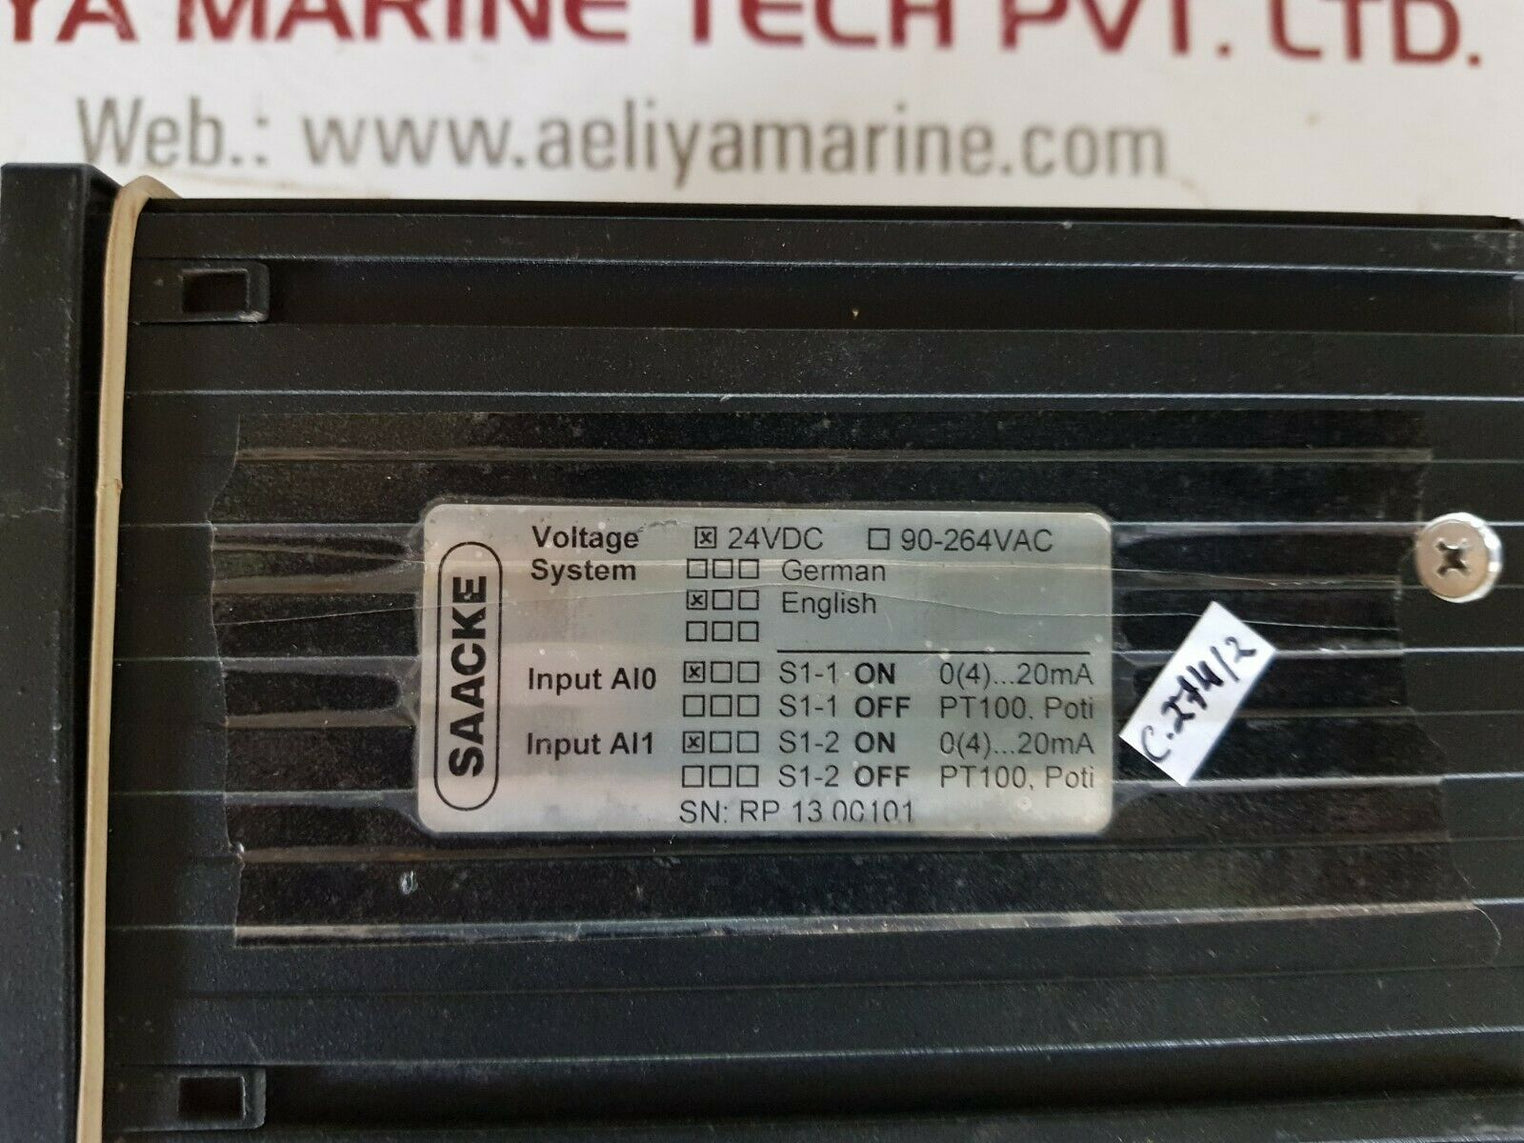 YA MARINE TECH PVT. LTD.
Web.: www.aeliyamarine.com
SAACKE
Voltage ☒ 24VDC ☐ 90-264VAC
System ☐☐☐ German
☒☐☐ English
☐☐☐
Input AI0 ☒☐☐ S1-1 ON 0(4)...20mA
☐☐☐ S1-1 OFF PT100, Poti
Input AI1 ☒☐☐ S1-2 ON 0(4)...20mA
☐☐☐ S1-2 OFF PT100, Poti
SN: RP 13 00101
C.274/2